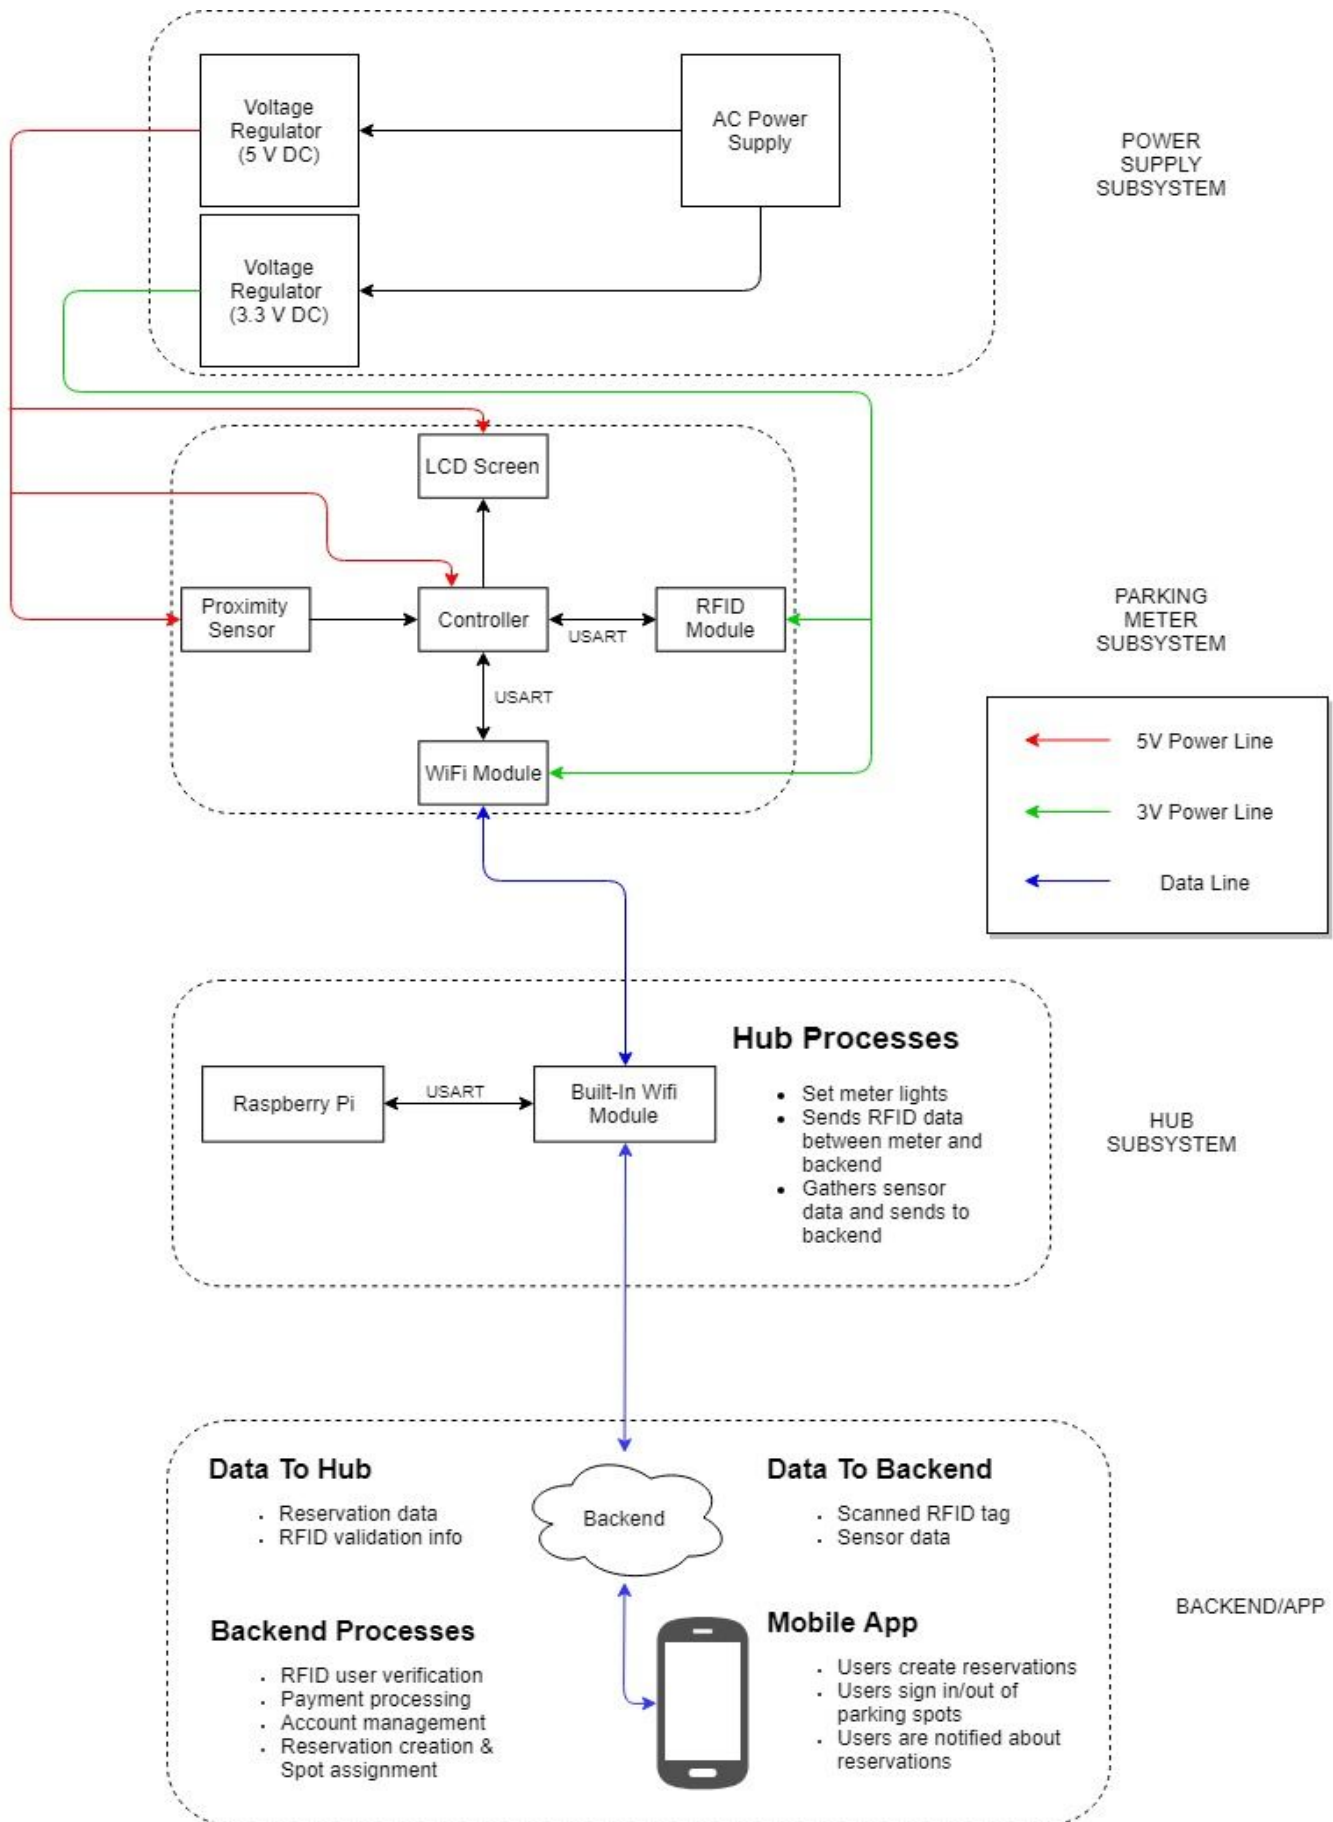 Voltage
Regulator
(5 V DC)
AC Power
Supply
POWER
SUPPLY
SUBSYSTEM
Voltage
Regulator
(3.3 V DC)
LCD Screen
Proximity
Sensor
Controller
USART
RFID
Module
PARKING
METER
SUBSYSTEM
USART
WiFi Module
5V Power Line
3V Power Line
Data Line
Hub Processes
Raspberry Pi
USART
Built-In Wifi
Module
• Set meter lights
• Sends RFID data
between meter and
backend
• Gathers sensor
data and sends to
backend
HUB
SUBSYSTEM
Data To Hub
• Reservation data
• RFID validation info
Backend
Data To Backend
• Scanned RFID tag
• Sensor data
Backend Processes
• RFID user verification
• Payment processing
• Account management
• Reservation creation &
• Spot assignment
Mobile App
• Users create reservations
• Users sign in/out of
parking spots
• Users are notified about
reservations
BACKEND/APP